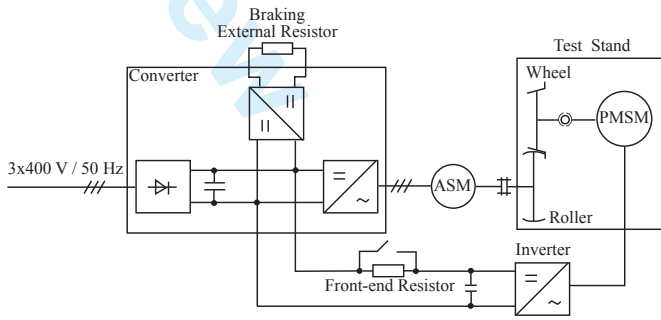 Braking
External Resistor
Test Stand
Converter
Wheel
PMSM
3x400 V / 50 Hz
ASM
Roller
Inverter
Front-end Resistor